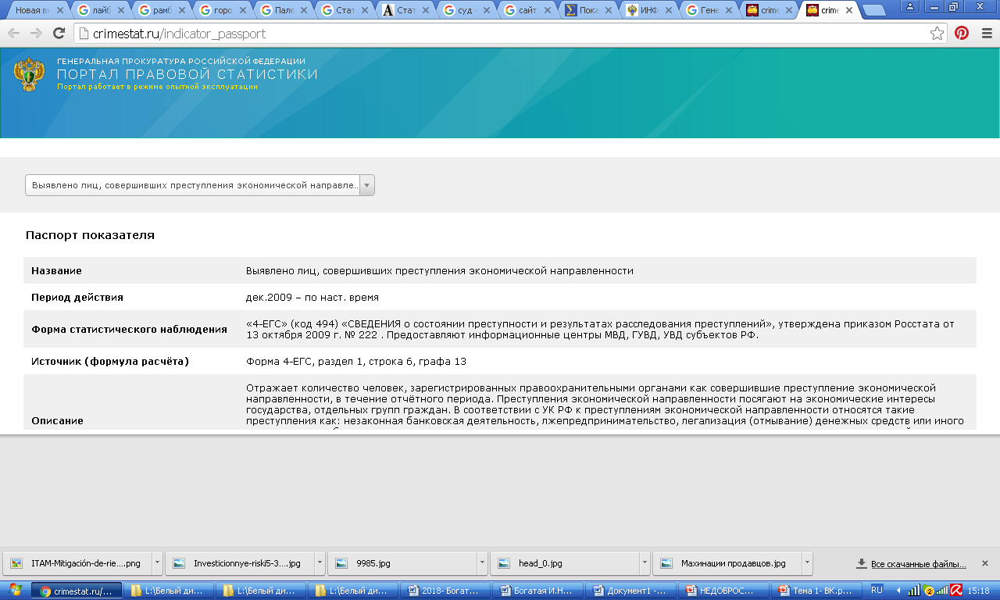 Новая вк
лайб
рамб
горо
Пале
Стат
Стат
суд -
сайт
Пока
ИНФ
Гене
crime
crime
crimestat.ru/indicator_passport
ГЕНЕРАЛЬНАЯ ПРОКУРАТУРА РОССИЙСКОЙ ФЕДЕРАЦИИ
ПОРТАЛ ПРАВОВОЙ СТАТИСТИКИ
Портал работает в режиме опытной эксплуатации
Выявлено лиц, совершивших преступления экономической направле...
Паспорт показателя
Название
Выявлено лиц, совершивших преступления экономической направленности
Период действия
дек.2009 – по наст. время
Форма статистического наблюдения
«4-ЕГС» (код 494) «СВЕДЕНИЯ о состоянии преступности и результатах расследования преступлений», утверждена приказом Росстата от
13 октября 2009 г. № 222 . Предоставляют информационные центры МВД, ГУВД, УВД субъектов РФ.
Источник (формула расчёта)
Форма 4-ЕГС, раздел 1, строка 6, графа 13
Описание
Отражает количество человек, зарегистрированных правоохранительными органами как совершившие преступление экономической
направленности, в течение отчётного периода. Преступления экономической направленности посягают на экономические интересы
государства, отдельных групп граждан. В соответствии с УК РФ к преступлениям экономической направленности относятся такие
преступления как: незаконная банковская деятельность, лжепредпринимательство, легализация (отмывание) денежных средств или иного
ITAM-Mitigación-de-rie....png
Investicionnye-riski5-3....jpg
9985.jpg
head_0.jpg
Махинации продавцов.jpg
Все скачанные файлы...
crimestat.ru/...
L:\Белый ди...
L:\Белый ди...
L:\Белый ди...
2018- Богат...
Богатая И.Н...
Документ1 -...
НЕДОБРОС...
Тема 1- ВК.р...
RU
2
15:18